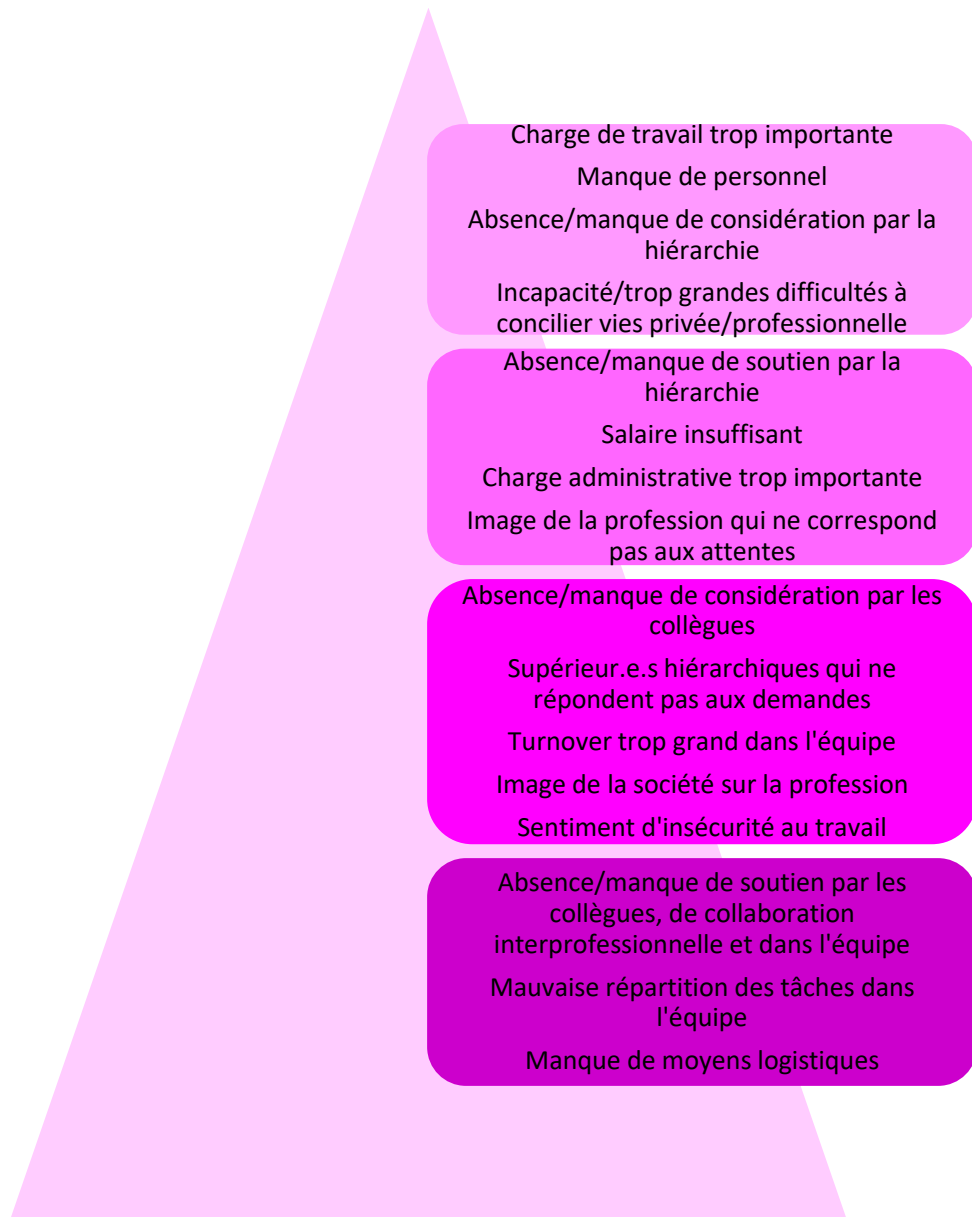 Charge de travail trop importante
Manque de personnel
Absence/manque de considération par la
hiérarchie
Incapacité/trop grandes difficultés à
concilier vies privée/professionnelle
Absence/manque de soutien par la
hiérarchie
Salaire insuffisant
Charge administrative trop importante
Image de la profession qui ne correspond
pas aux attentes
Absence/manque de considération par les
collègues
Supérieur.e.s hiérarchiques qui ne
répondent pas aux demandes
Turnover trop grand dans l'équipe
Image de la société sur la profession
Sentiment d'insécurité au travail
Absence/manque de soutien par les
collègues, de collaboration
interprofessionnelle et dans l'équipe
Mauvaise répartition des tâches dans
l'équipe
Manque de moyens logistiques